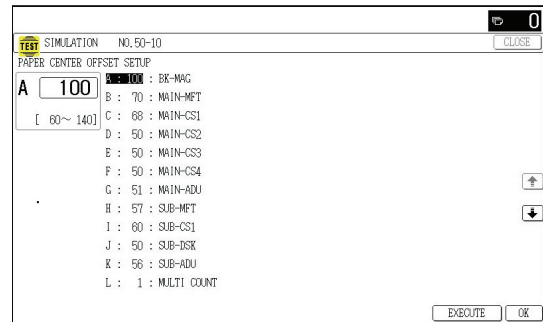 0
TEST SIMULATION NO.50-10 CLOSE
PAPER CENTER OFFSET SETUP
A 100
[ 60~ 140]
A : 100 : BK-MAG
B : 70 : MAIN-MFT
C : 68 : MAIN-CS1
D : 50 : MAIN-CS2
E : 50 : MAIN-CS3
F : 50 : MAIN-CS4
G : 51 : MAIN-ADU
H : 57 : SUB-MFT
I : 60 : SUB-CS1
J : 50 : SUB-DSK
K : 56 : SUB-ADU
L : 1 : MULTI COUNT
EXECUTE OK